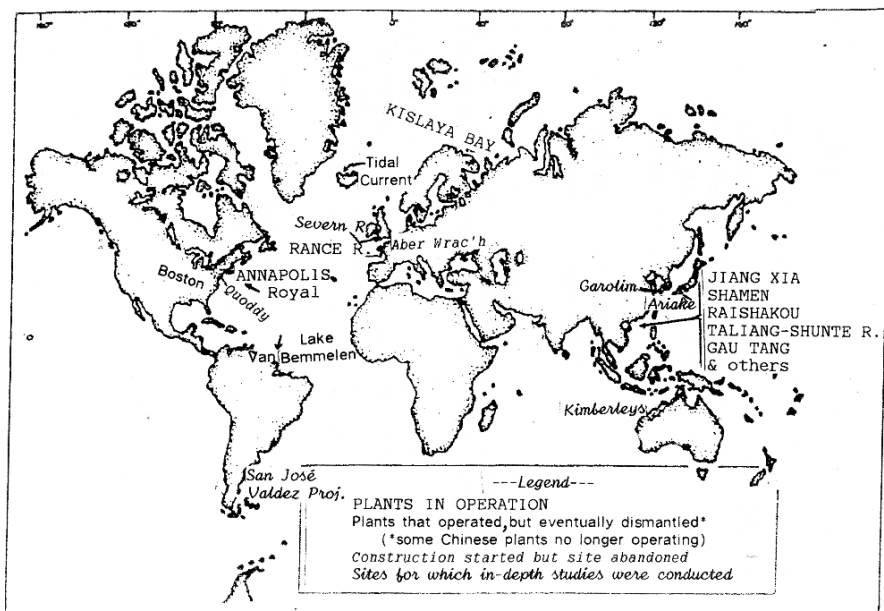 0°
KISLAYA BAY
Tidal
Current
Severn R.
RANCE R.
Aber Wrac'h
Boston
ANNAPOLIS
Royal
Quoddy
Garolim
Ariake
JIANG XIA
SHAMEN
RAISHAKOU
TALIANG-SHUNTE R.
GAU TANG
& others
Lake
Van Bemmelen
Kimberleys
San José
Valdez Proj.
---Legend---
PLANTS IN OPERATION
Plants that operated, but eventually dismantled*
(*some Chinese plants no longer operating)
Construction started but site abandoned
Sites for which in-depth studies were conducted